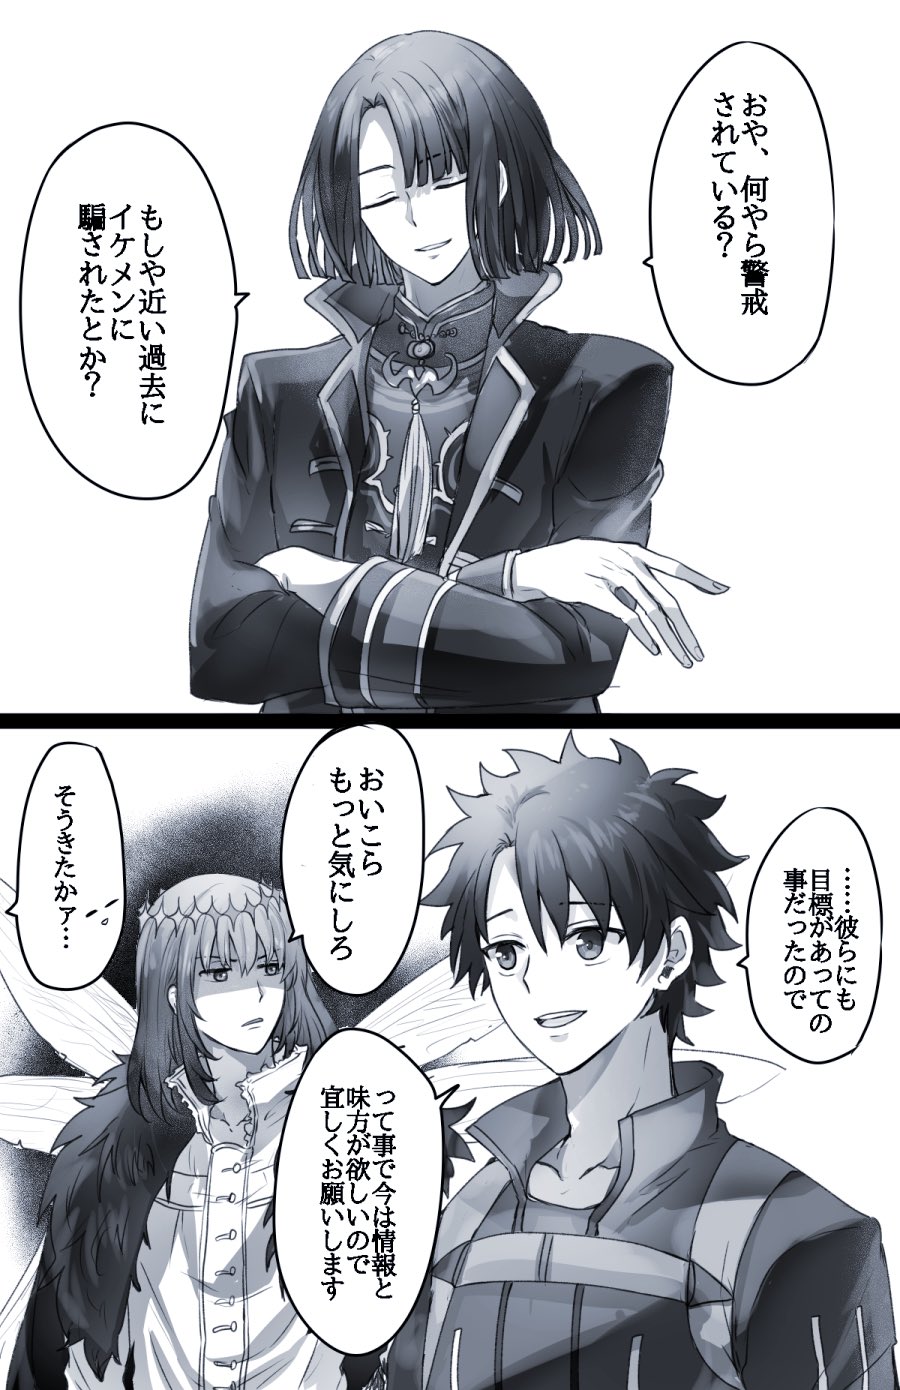 おや、何やら警戒
されている？
もしや近い過去に
イケメンに
騙されたとか？
……彼らにも
目標があっての
事だったので
おいこら
もっと気にしろ
って事で今は情報と
味方が欲しいので
宜しくお願いします
そうきたかァ…